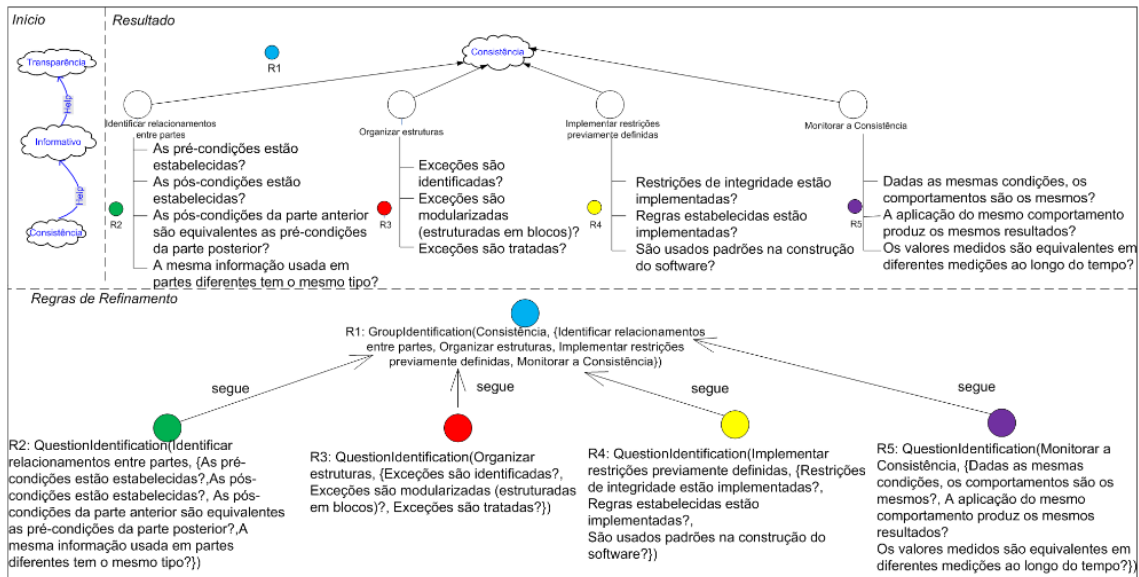 Início
Resultado
Transparência
Help
Informativo
Help
Consistência
R1
Consistência
Identificar relacionamentos
entre partes
As pré-condições estão
estabelecidas?
As pós-condições estão
estabelecidas?
As pós-condições da parte anterior
são equivalentes as pré-condições
da parte posterior?
A mesma informação usada em
partes diferentes tem o mesmo tipo?
R2
Organizar estruturas
Exceções são
identificadas?
Exceções são
modularizadas
(estruturadas em blocos)?
Exceções são tratadas?
R3
Implementar restrições
previamente definidas
Restrições de integridade estão
implementadas?
Regras estabelecidas estão
implementadas?
São usados padrões na construção
do software?
R4
Monitorar a Consistência
Dadas as mesmas condições, os
comportamentos são os mesmos?
A aplicação do mesmo comportamento
produz os mesmos resultados?
Os valores medidos são equivalentes em
diferentes medições ao longo do tempo?
R5
Regras de Refinamento
R1: GroupIdentification(Consistência, {Identificar relacionamentos
entre partes, Organizar estruturas, Implementar restrições
previamente definidas, Monitorar a Consistência})
segue
segue
segue
segue
R2: QuestionIdentification(Identificar
relacionamentos entre partes, {As pré-
condições estão estabelecidas?,As pós-
condições estão estabelecidas?, As pós-
condições da parte anterior são equivalentes
as pré-condições da parte posterior?,A
mesma informação usada em partes
diferentes tem o mesmo tipo?})
R3: QuestionIdentification(Organizar
estruturas, {Exceções são identificadas?,
Exceções são modularizadas (estruturadas
em blocos)?, Exceções são tratadas?})
R4: QuestionIdentification(Implementar
restrições previamente definidas, {Restrições
de integridade estão implementadas?,
Regras estabelecidas estão
implementadas?,
São usados padrões na construção do
software?})
R5: QuestionIdentification(Monitorar a
Consistência, {Dadas as mesmas
condições, os comportamentos são os
mesmos?, A aplicação do mesmo
comportamento produz os mesmos
resultados?
Os valores medidos são equivalentes em
diferentes medições ao longo do tempo?})